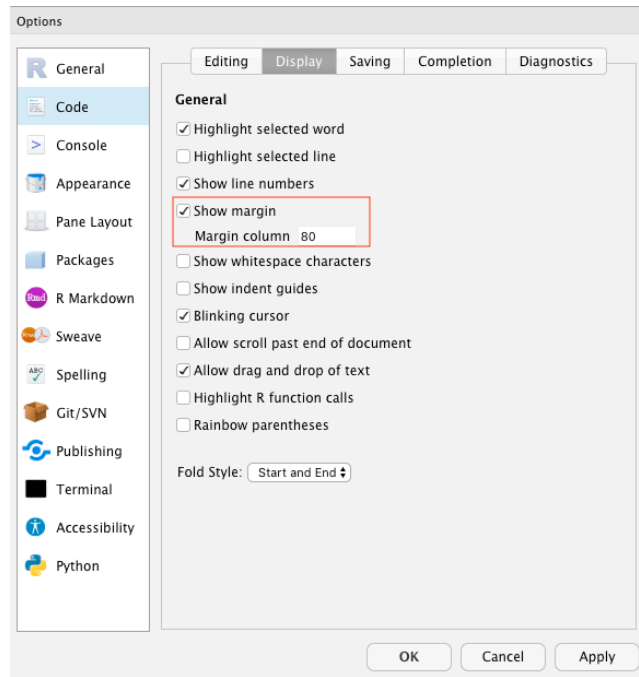 Options
General
Code
Console
Appearance
Pane Layout
Packages
Rmd R Markdown
Sweave
ABC Spelling
Git/SVN
Publishing
Terminal
Accessibility
Python
Editing Display Saving Completion Diagnostics
General
Highlight selected word
Highlight selected line
Show line numbers
Show margin
Margin column 80
Show whitespace characters
Show indent guides
Blinking cursor
Allow scroll past end of document
Allow drag and drop of text
Highlight R function calls
Rainbow parentheses
Fold Style: Start and End
OK Cancel Apply